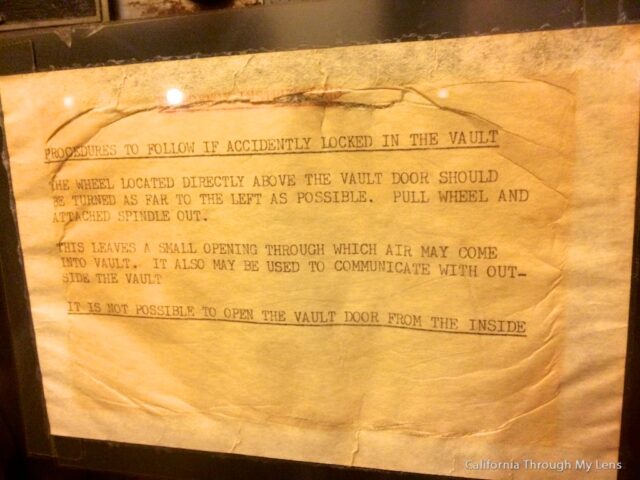 PROCEDURES TO FOLLOW IF ACCIDENTLY LOCKED IN THE VAULT
THE WHEEL LOCATED DIRECTLY ABOVE THE VAULT DOOR SHOULD
BE TURNED AS FAR TO THE LEFT AS POSSIBLE. PULL WHEEL AND
ATTACHED SPINDLE OUT.
THIS LEAVES A SMALL OPENING THROUGH WHICH AIR MAY COME
INTO VAULT. IT ALSO MAY BE USED TO COMMUNICATE WITH OUT-
SIDE THE VAULT
IT IS NOT POSSIBLE TO OPEN THE VAULT DOOR FROM THE INSIDE
California Through My Lens